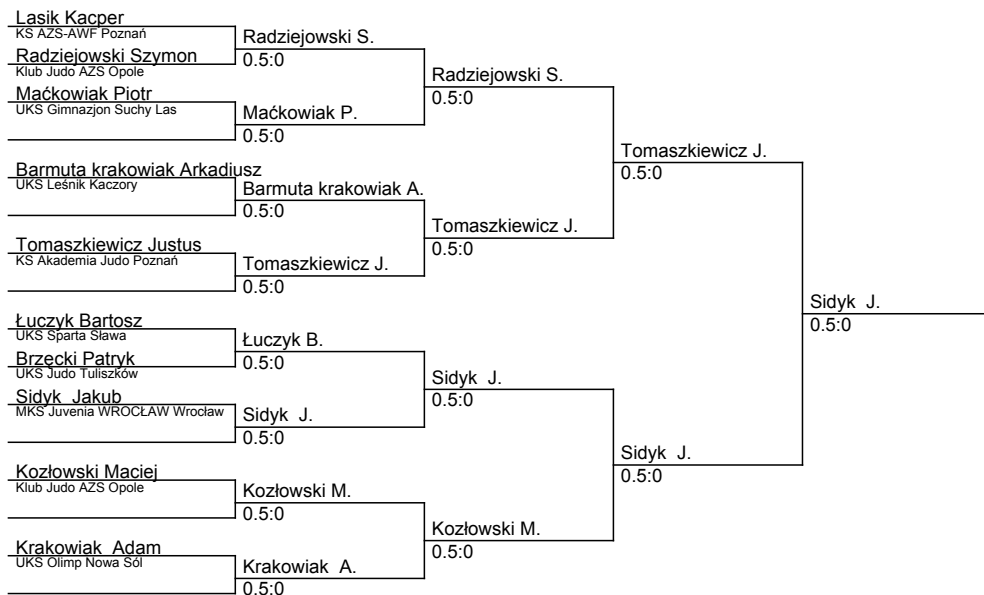 Lasik Kacper
KS AZS-AWF Poznań
Radziejowski Szymon
Klub Judo AZS Opole
Maćkowiak Piotr
UKS Gimnazjon Suchy Las
Barmuta krakowiak Arkadiusz
UKS Leśnik Kaczory
Tomaszkiewicz Justus
KS Akademia Judo Poznań
Łuczyk Bartosz
UKS Sparta Sława
Brzęcki Patryk
UKS Judo Tuliszków
Sidyk  Jakub
MKS Juvenia WROCŁAW Wrocław
Kozłowski Maciej
Klub Judo AZS Opole
Krakowiak  Adam
UKS Olimp Nowa Sól
Radziejowski S.
0.5:0
Maćkowiak P.
0.5:0
Barmuta krakowiak A.
0.5:0
Tomaszkiewicz J.
0.5:0
Łuczyk B.
0.5:0
Sidyk  J.
0.5:0
Kozłowski M.
0.5:0
Krakowiak  A.
0.5:0
Radziejowski S.
0.5:0
Tomaszkiewicz J.
0.5:0
Sidyk  J.
0.5:0
Kozłowski M.
0.5:0
Tomaszkiewicz J.
0.5:0
Sidyk  J.
0.5:0
Sidyk  J.
0.5:0